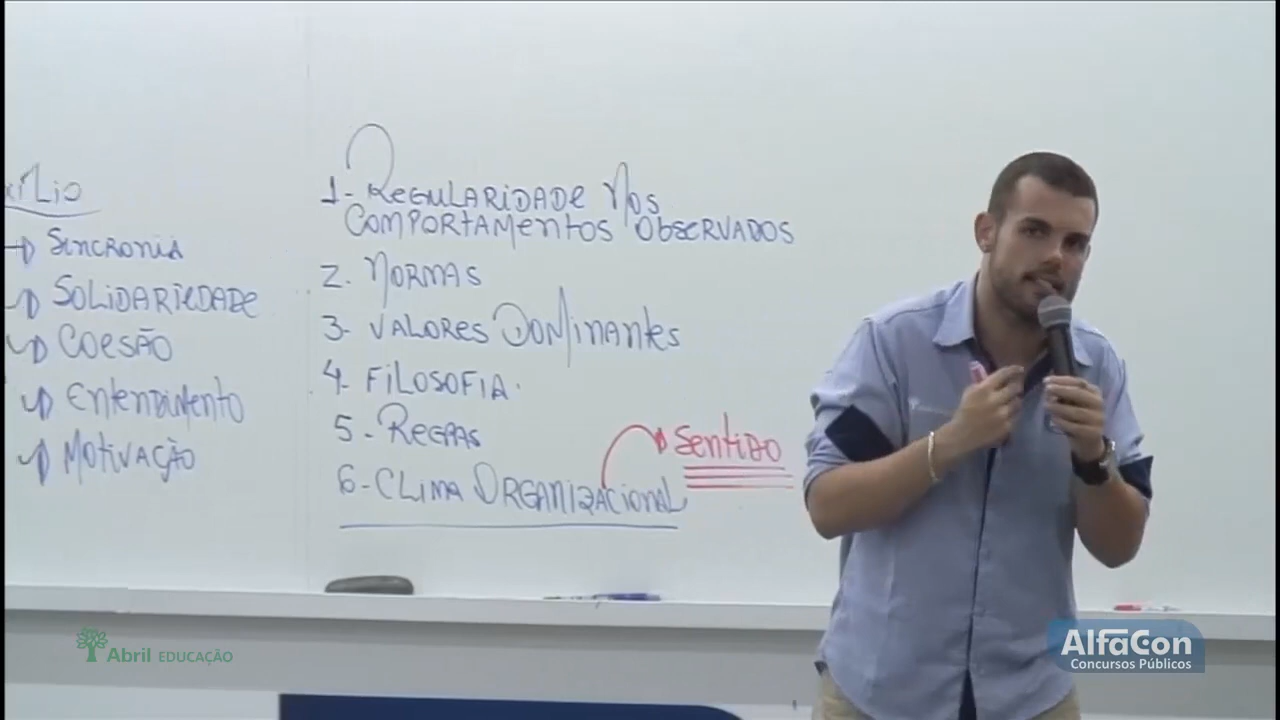 Sincronia
Solidariedade
Coesão
Entendimento
Motivação
1- Regularidade nos
comportamentos observados
2. Normas
3- Valores Dominantes
4- Filosofia.
5- Regras
6- Clima Organizacional
Sentido
Abril EDUCAÇÃO
AlfaCon
Concursos Públicos